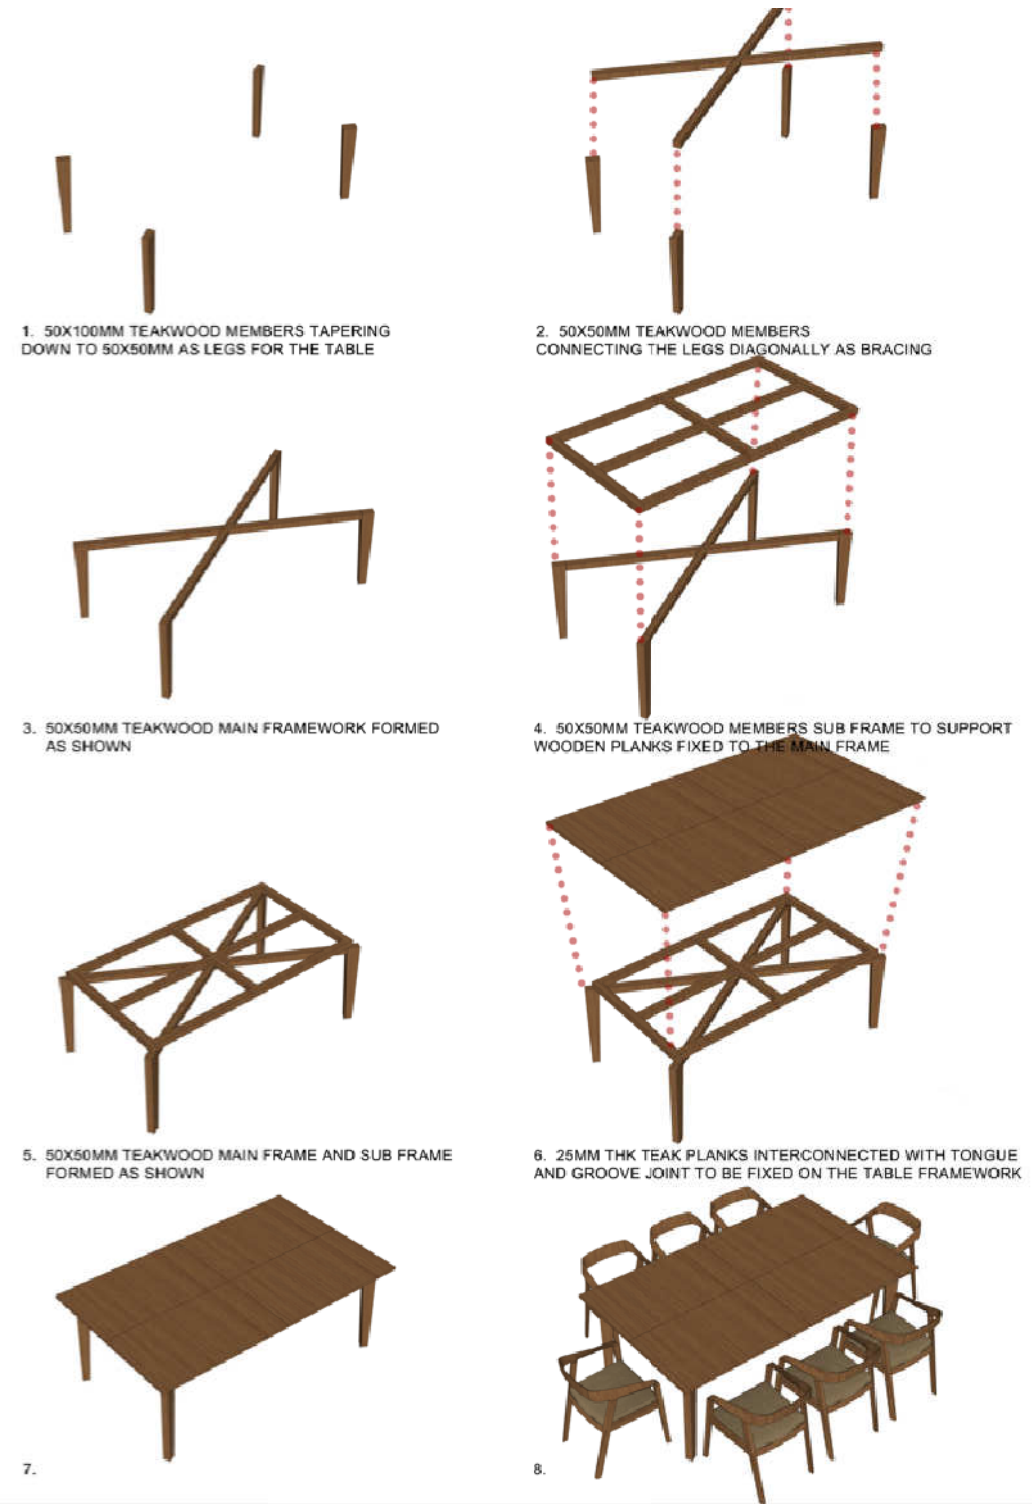 1. 50X100MM TEAKWOOD MEMBERS TAPERING
DOWN TO 50X50MM AS LEGS FOR THE TABLE
2. 50X50MM TEAKWOOD MEMBERS
CONNECTING THE LEGS DIAGONALLY AS BRACING
3. 50X50MM TEAKWOOD MAIN FRAMEWORK FORMED
AS SHOWN
4. 50X50MM TEAKWOOD MEMBERS SUB FRAME TO SUPPORT
WOODEN PLANKS FIXED TO THE MAIN FRAME
5. 50X50MM TEAKWOOD MAIN FRAME AND SUB FRAME
FORMED AS SHOWN
6. 25MM THK TEAK PLANKS INTERCONNECTED WITH TONGUE
AND GROOVE JOINT TO BE FIXED ON THE TABLE FRAMEWORK
7.
8.